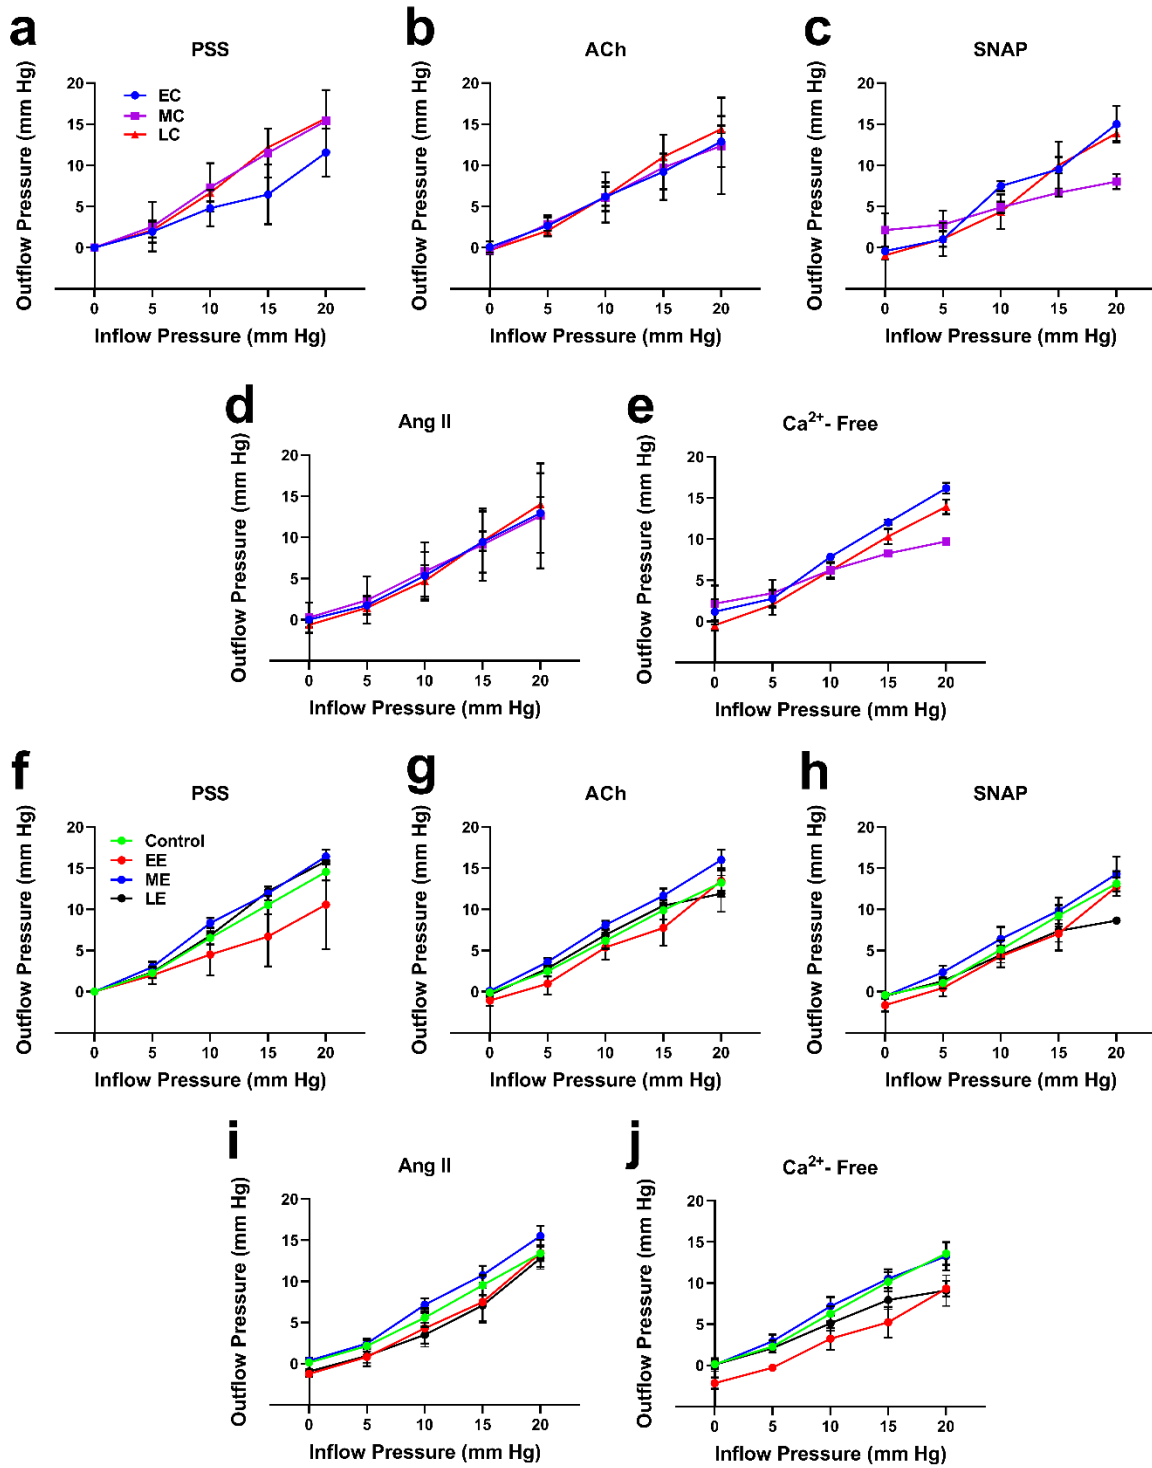 a
PSS
Outflow Pressure (mm Hg)
20
15
10
5
0
EC
MC
LC
0 5 10 15 20
Inflow Pressure (mm Hg)
b
ACh
Outflow Pressure (mm Hg)
20
15
10
5
0
0 5 10 15 20
Inflow Pressure (mm Hg)
c
SNAP
Outflow Pressure (mm Hg)
20
15
10
5
0
0 5 10 15 20
Inflow Pressure (mm Hg)
d
Ang II
Outflow Pressure (mm Hg)
20
15
10
5
0
0 5 10 15 20
Inflow Pressure (mm Hg)
e
Ca²⁺- Free
Outflow Pressure (mm Hg)
20
15
10
5
0
0 5 10 15 20
Inflow Pressure (mm Hg)
f
PSS
Outflow Pressure (mm Hg)
20
15
10
5
0
Control
EE
ME
LE
0 5 10 15 20
Inflow Pressure (mm Hg)
g
ACh
Outflow Pressure (mm Hg)
20
15
10
5
0
0 5 10 15 20
Inflow Pressure (mm Hg)
h
SNAP
Outflow Pressure (mm Hg)
20
15
10
5
0
0 5 10 15 20
Inflow Pressure (mm Hg)
i
Ang II
Outflow Pressure (mm Hg)
20
15
10
5
0
0 5 10 15 20
Inflow Pressure (mm Hg)
j
Ca²⁺- Free
Outflow Pressure (mm Hg)
20
15
10
5
0
0 5 10 15 20
Inflow Pressure (mm Hg)